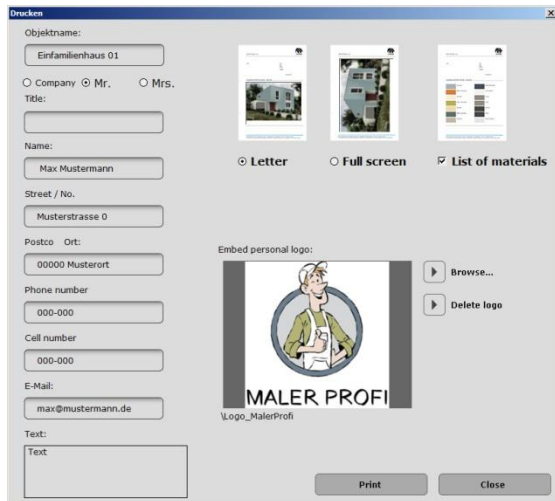 Drucken
Objektname:
Einfamilienhaus 01
Company Mr. Mrs.
Title:
Name:
Max Mustermann
Street / No.
Musterstrasse 0
Postco Ort:
00000 Musterort
Phone number
000-000
Cell number
000-000
E-Mail:
max@mustermann.de
Text:
Text
Letter Full screen List of materials
Embed personal logo:
MALER PROFI
\Logo_MalerProfi
Browse...
Delete logo
Print Close